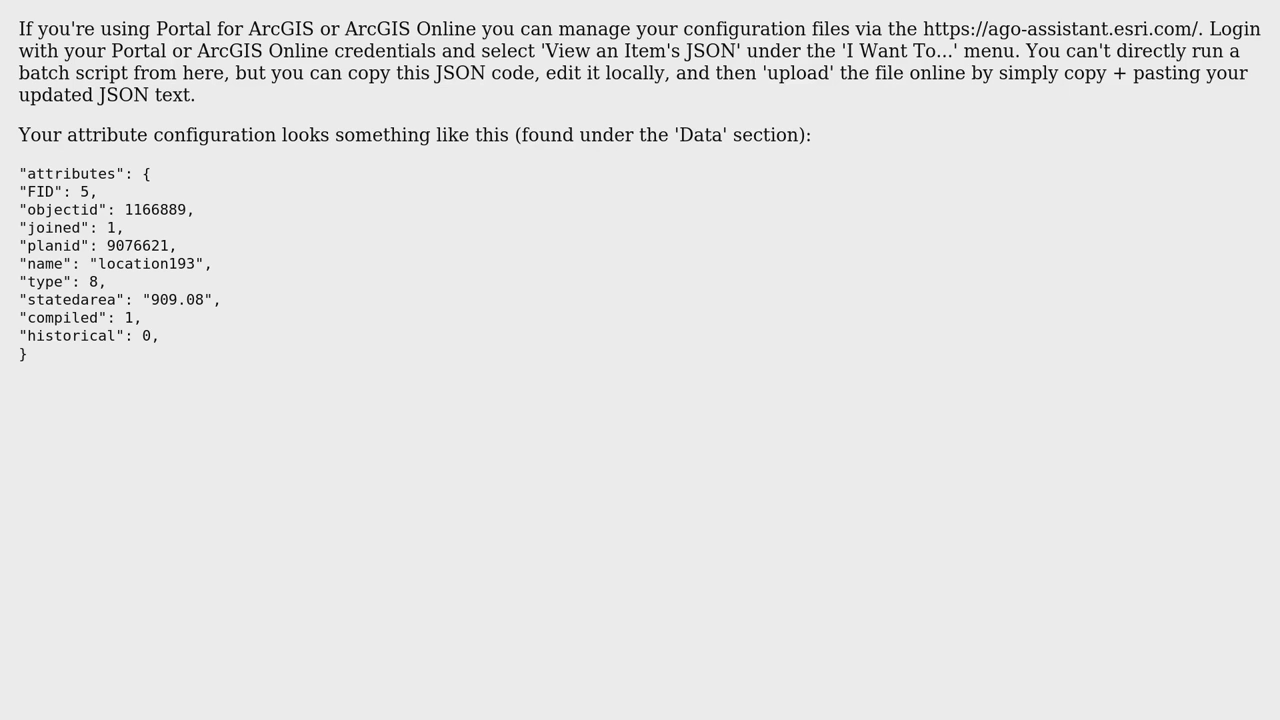 If you're using Portal for ArcGIS or ArcGIS Online you can manage your configuration files via the https://ago-assistant.esri.com/. Login
with your Portal or ArcGIS Online credentials and select 'View an Item's JSON' under the 'I Want To...' menu. You can't directly run a
batch script from here, but you can copy this JSON code, edit it locally, and then 'upload' the file online by simply copy + pasting your
updated JSON text.
Your attribute configuration looks something like this (found under the 'Data' section):
"attributes": {
"FID": 5,
"objectid": 1166889,
"joined": 1,
"planid": 9076621,
"name": "location193",
"type": 8,
"statedarea": "909.08",
"compiled": 1,
"historical": 0,
}